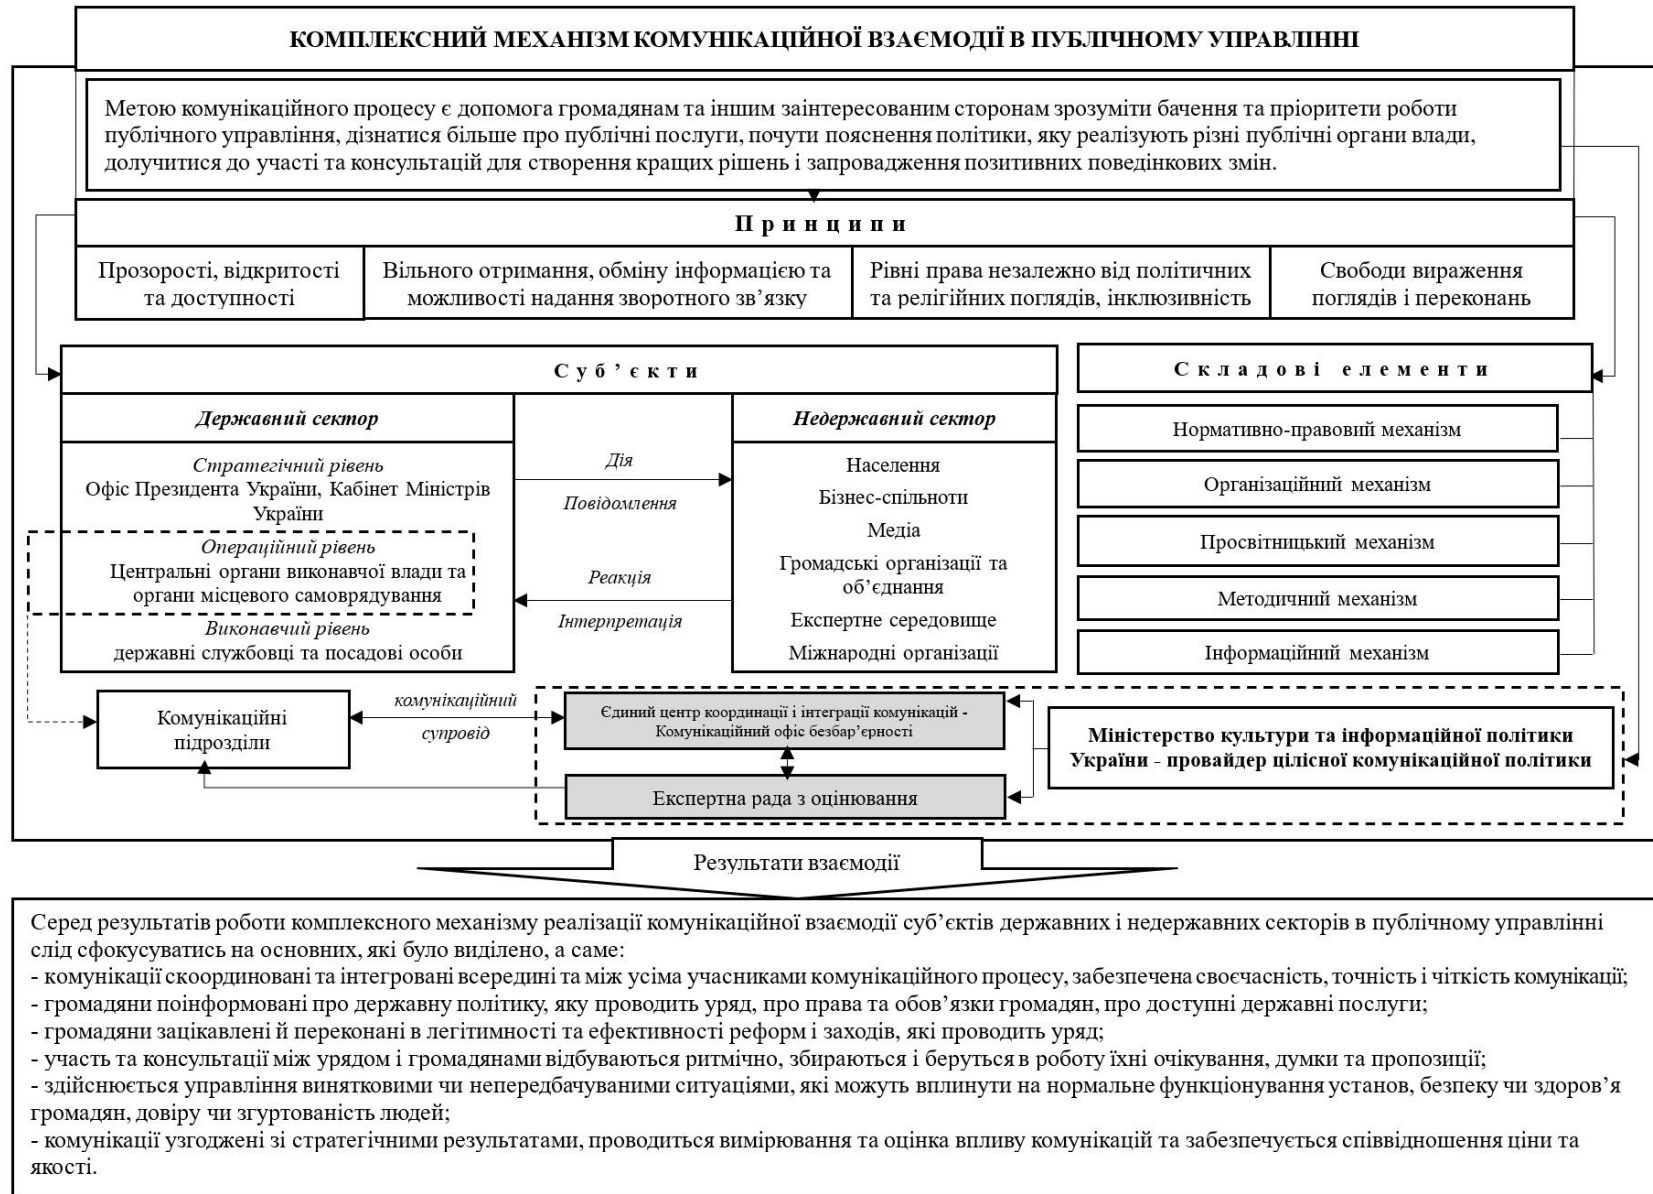 КОМПЛЕКСНИЙ МЕХАНІЗМ КОМУНІКАЦІЙНОЇ ВЗАЄМОДІЇ В ПУБЛІЧНОМУ УПРАВЛІННІ
Метою комунікаційного процесу є допомога громадянам та іншим заінтересованим сторонам зрозуміти бачення та пріоритети роботи
публічного управління, дізнатися більше про публічні послуги, почути пояснення політики, яку реалізують різні публічні органи влади,
долучитися до участі та консультацій для створення кращих рішень і запровадження позитивних поведінкових змін.
Принципи
Прозорості, відкритості
та доступності
Вільного отримання, обміну інформацією та
можливості надання зворотного зв’язку
Рівні права незалежно від політичних
та релігійних поглядів, інклюзивність
Свободи вираження
поглядів і переконань
Суб’єкти
Державний сектор
Стратегічний рівень
Офіс Президента України, Кабінет Міністрів
України
Операційний рівень
Центральні органи виконавчої влади та
органи місцевого самоврядування
Виконавчий рівень
державні службовці та посадові особи
Дія
Повідомлення
Реакція
Інтерпретація
Недержавний сектор
Населення
Бізнес-спільноти
Медіа
Громадські організації та
об’єднання
Експертне середовище
Міжнародні організації
Складові елементи
Нормативно-правовий механізм
Організаційний механізм
Просвітницький механізм
Методичний механізм
Інформаційний механізм
Комунікаційні
підрозділи
комунікаційний
супровід
Єдиний центр координації і інтеграції комунікацій -
Комунікаційний офіс безбар’єрності
Експертна рада з оцінювання
Міністерство культури та інформаційної політики
України - провайдер цілісної комунікаційної політики
Результати взаємодії
Серед результатів роботи комплексного механізму реалізації комунікаційної взаємодії суб’єктів державних і недержавних секторів в публічному управлінні
слід сфокусуватись на основних, які було виділено, а саме:
- комунікації скоординовані та інтегровані всередині та між усіма учасниками комунікаційного процесу, забезпечена своєчасність, точність і чіткість комунікації;
- громадяни поінформовані про державну політику, яку проводить уряд, про права та обов’язки громадян, про доступні державні послуги;
- громадяни зацікавлені й переконані в легітимності та ефективності реформ і заходів, які проводить уряд;
- участь та консультації між урядом і громадянами відбуваються ритмічно, збираються і беруться в роботу їхні очікування, думки та пропозиції;
- здійснюється управління винятковими чи непередбачуваними ситуаціями, які можуть вплинути на нормальне функціонування установ, безпеку чи здоров’я
громадян, довіру чи згуртованість людей;
- комунікації узгоджені зі стратегічними результатами, проводиться вимірювання та оцінка впливу комунікацій та забезпечується співвідношення ціни та
якості.